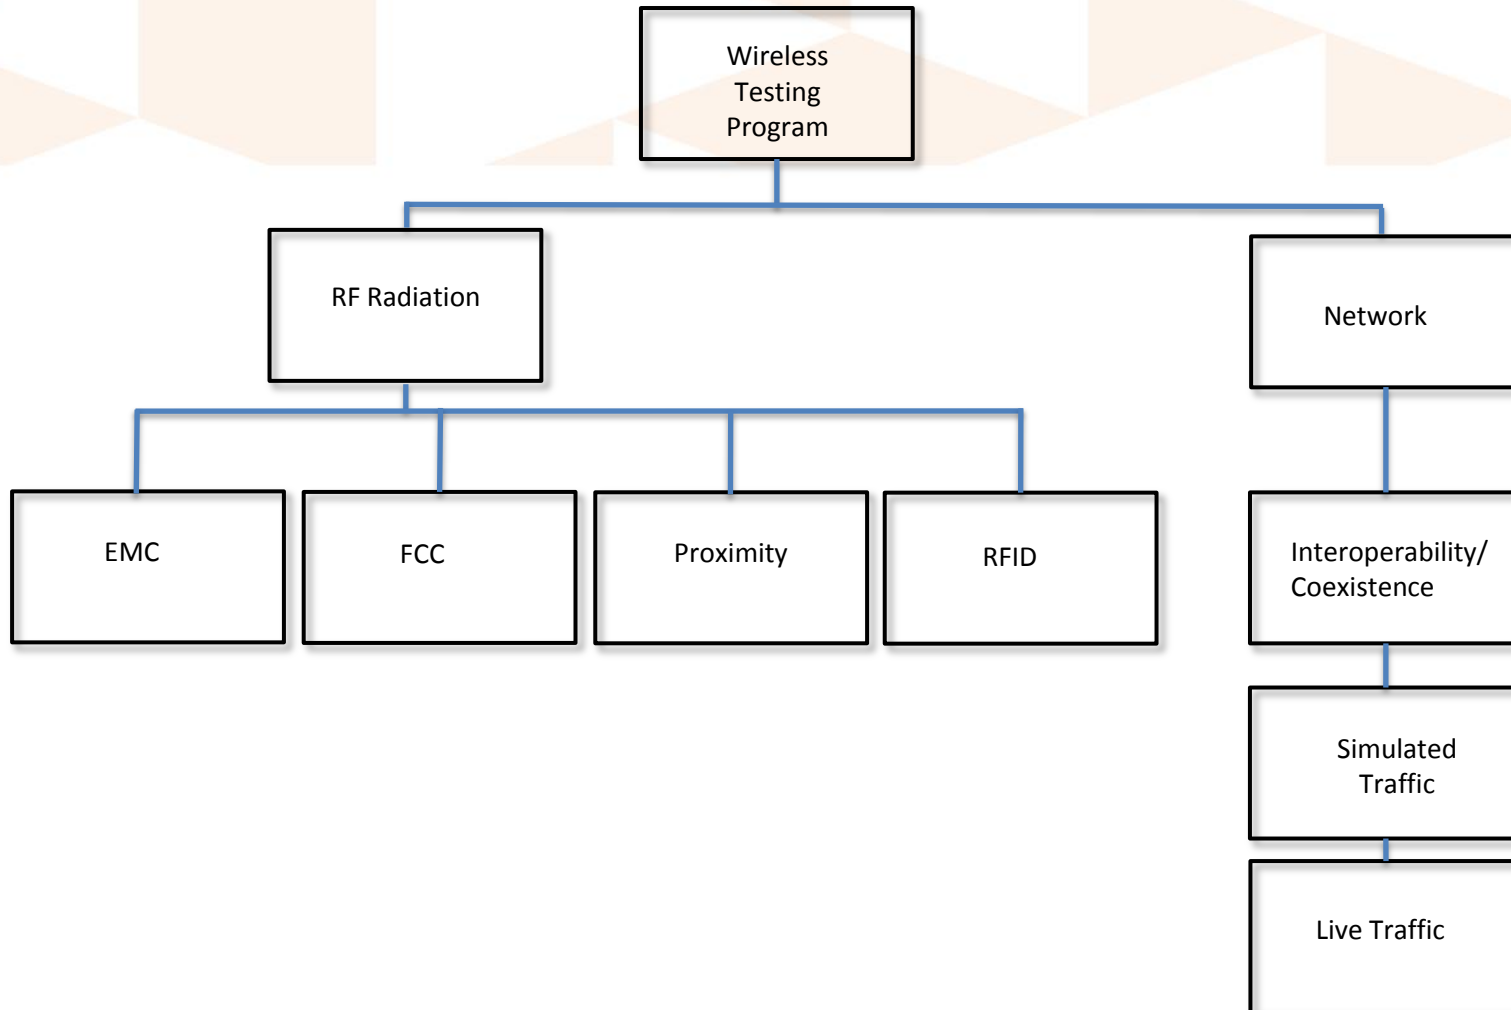 Wireless
Testing
Program
RF Radiation
Network
EMC
FCC
Proximity
RFID
Interoperability/
Coexistence
Simulated
Traffic
Live Traffic